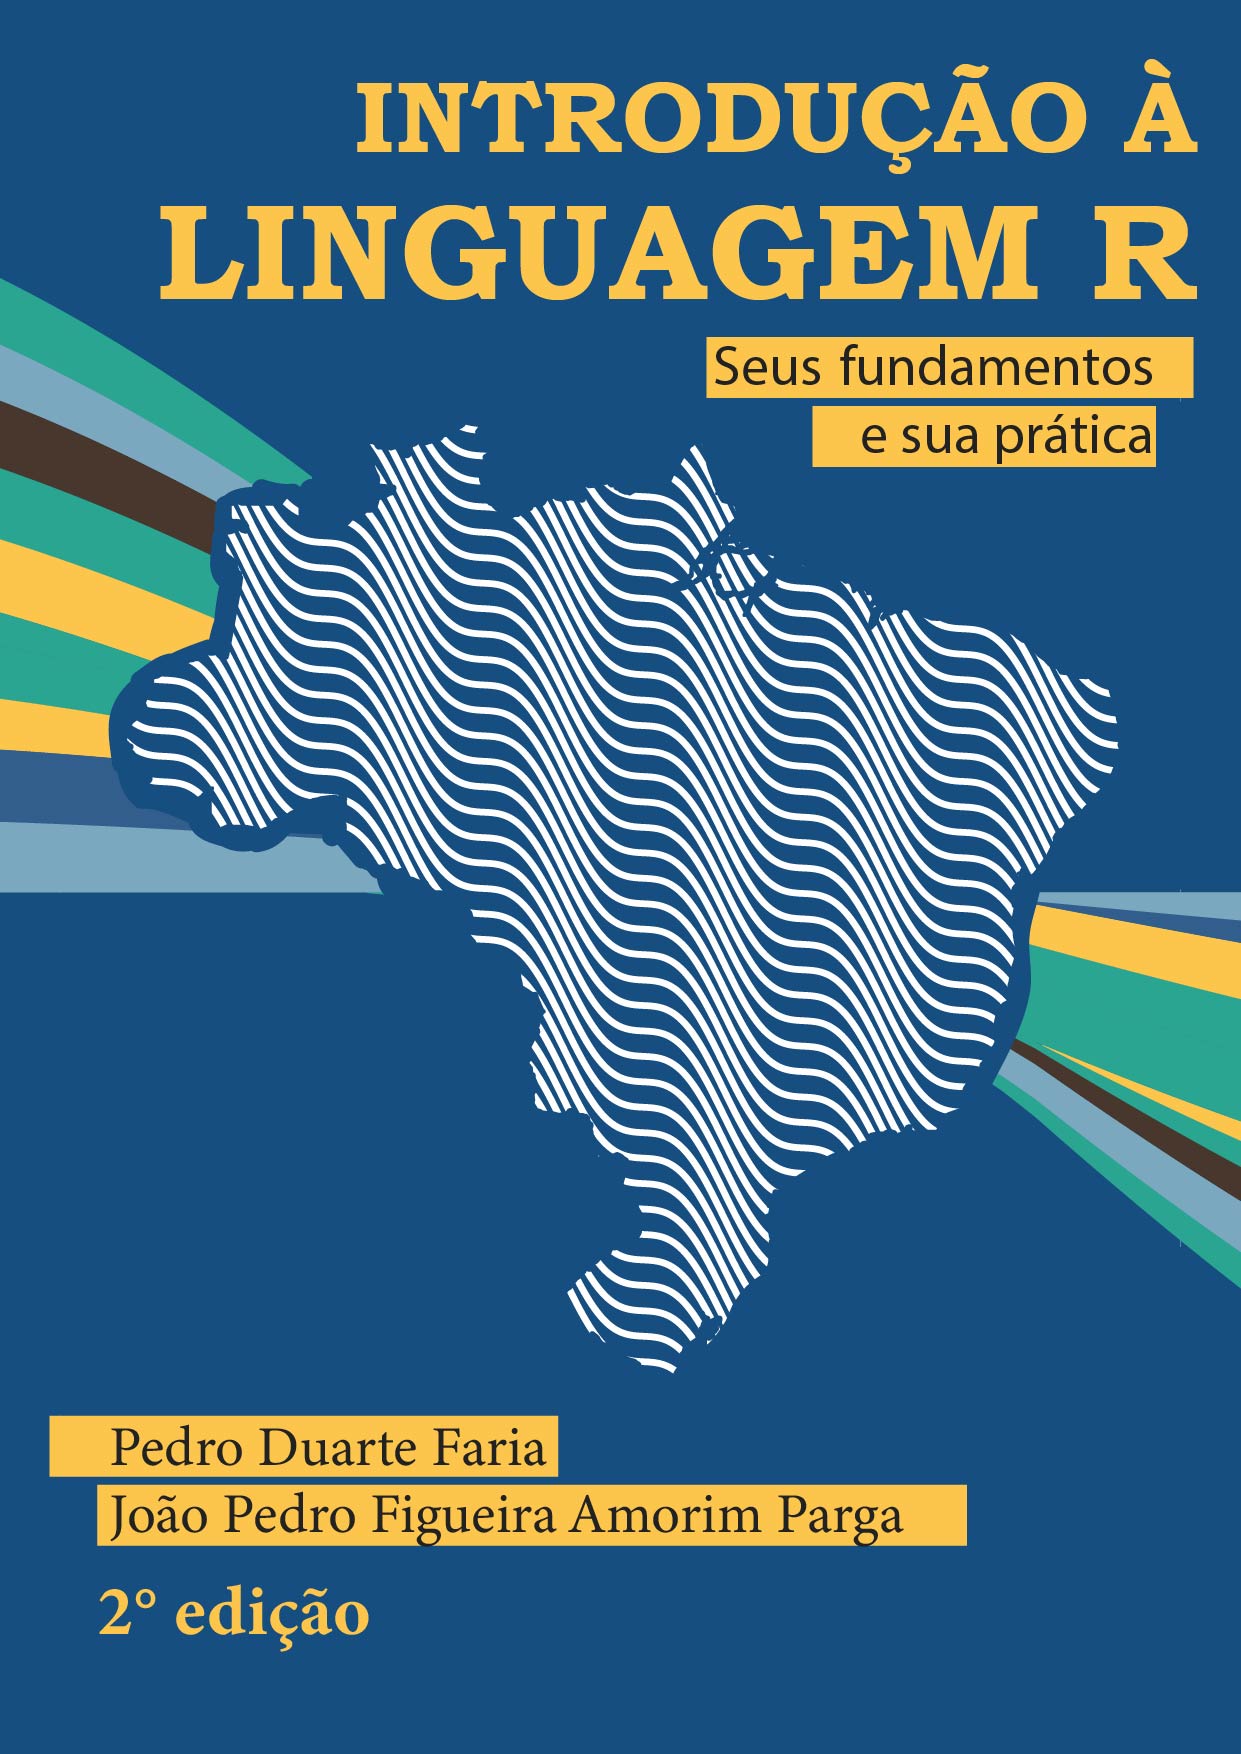 INTRODUÇÃO À
LINGUAGEM R
Seus fundamentos
e sua prática
Pedro Duarte Faria
João Pedro Figueira Amorim Parga
2° edição